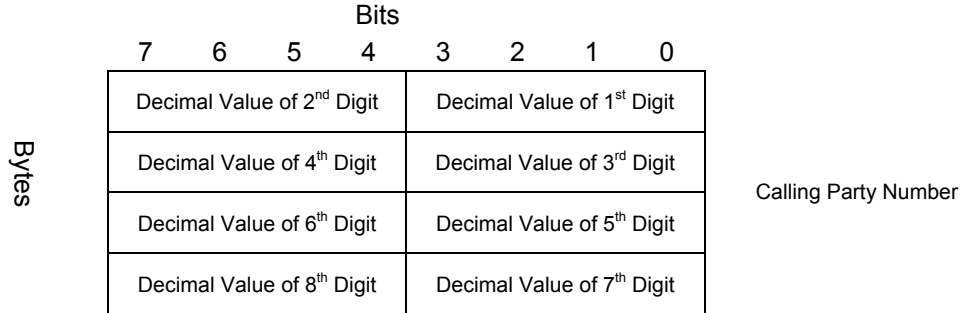 Bits
7 6 5 4 3 2 1 0
Decimal Value of 2nd Digit Decimal Value of 1st Digit
Bytes
Decimal Value of 4th Digit Decimal Value of 3rd Digit
Calling Party Number
Decimal Value of 6th Digit Decimal Value of 5th Digit
Decimal Value of 8th Digit Decimal Value of 7th Digit